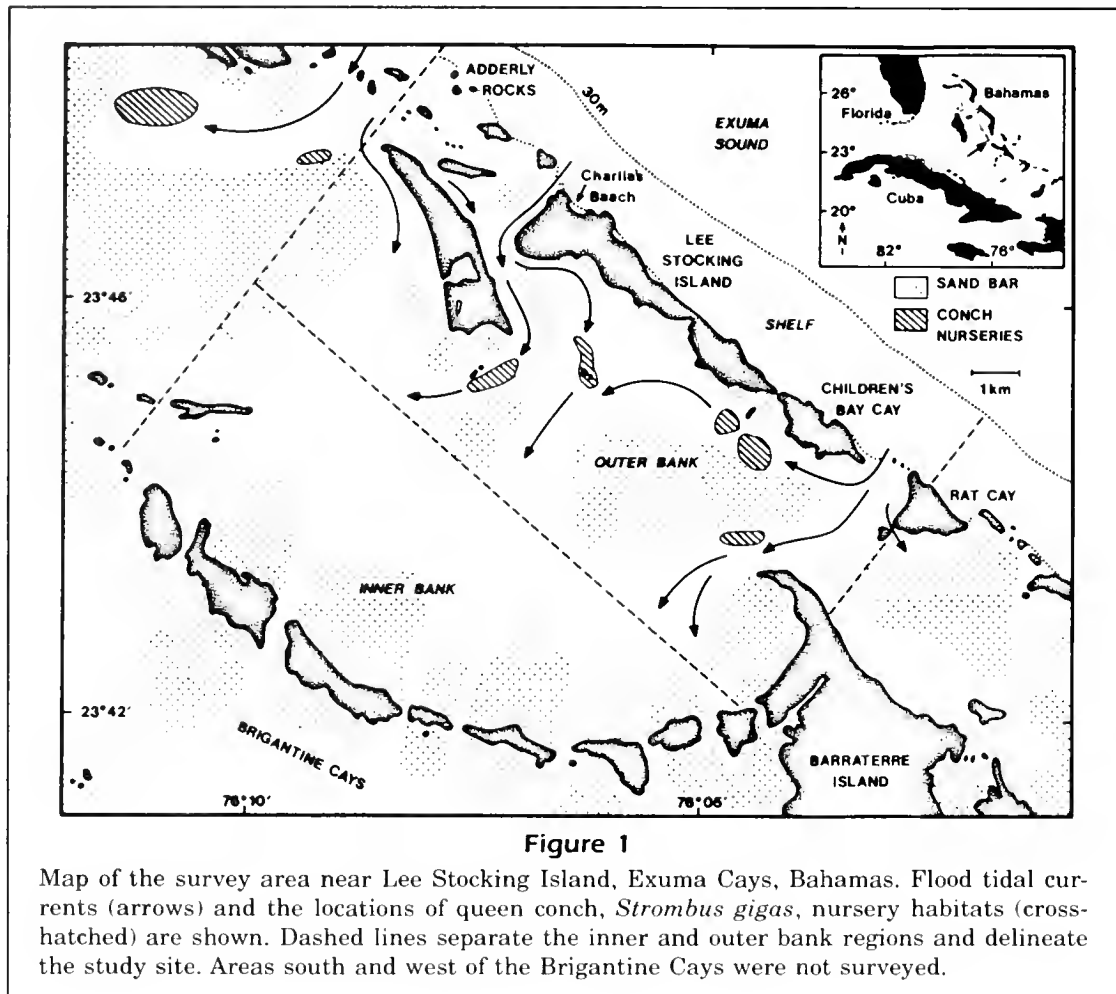 ADDERLY
ROCKS
30m
EXUMA
SOUND
26°
Bahamas
Florida
23°
Cuba
20°
N
82°
76°
Charlie's
Beach
LEE
STOCKING
ISLAND
SAND BAR
CONCH
NURSERIES
23°46'
SHELF
1km
CHILDREN'S
BAY CAY
OUTER BANK
RAT CAY
INNER BANK
23°42'
BRIGANTINE CAYS
BARRATERRE
ISLAND
76°10'
76°06'
Figure 1
Map of the survey area near Lee Stocking Island, Exuma Cays, Bahamas. Flood tidal cur-
rents (arrows) and the locations of queen conch, Strombus gigas, nursery habitats (cross-
hatched) are shown. Dashed lines separate the inner and outer bank regions and delineate
the study site. Areas south and west of the Brigantine Cays were not surveyed.